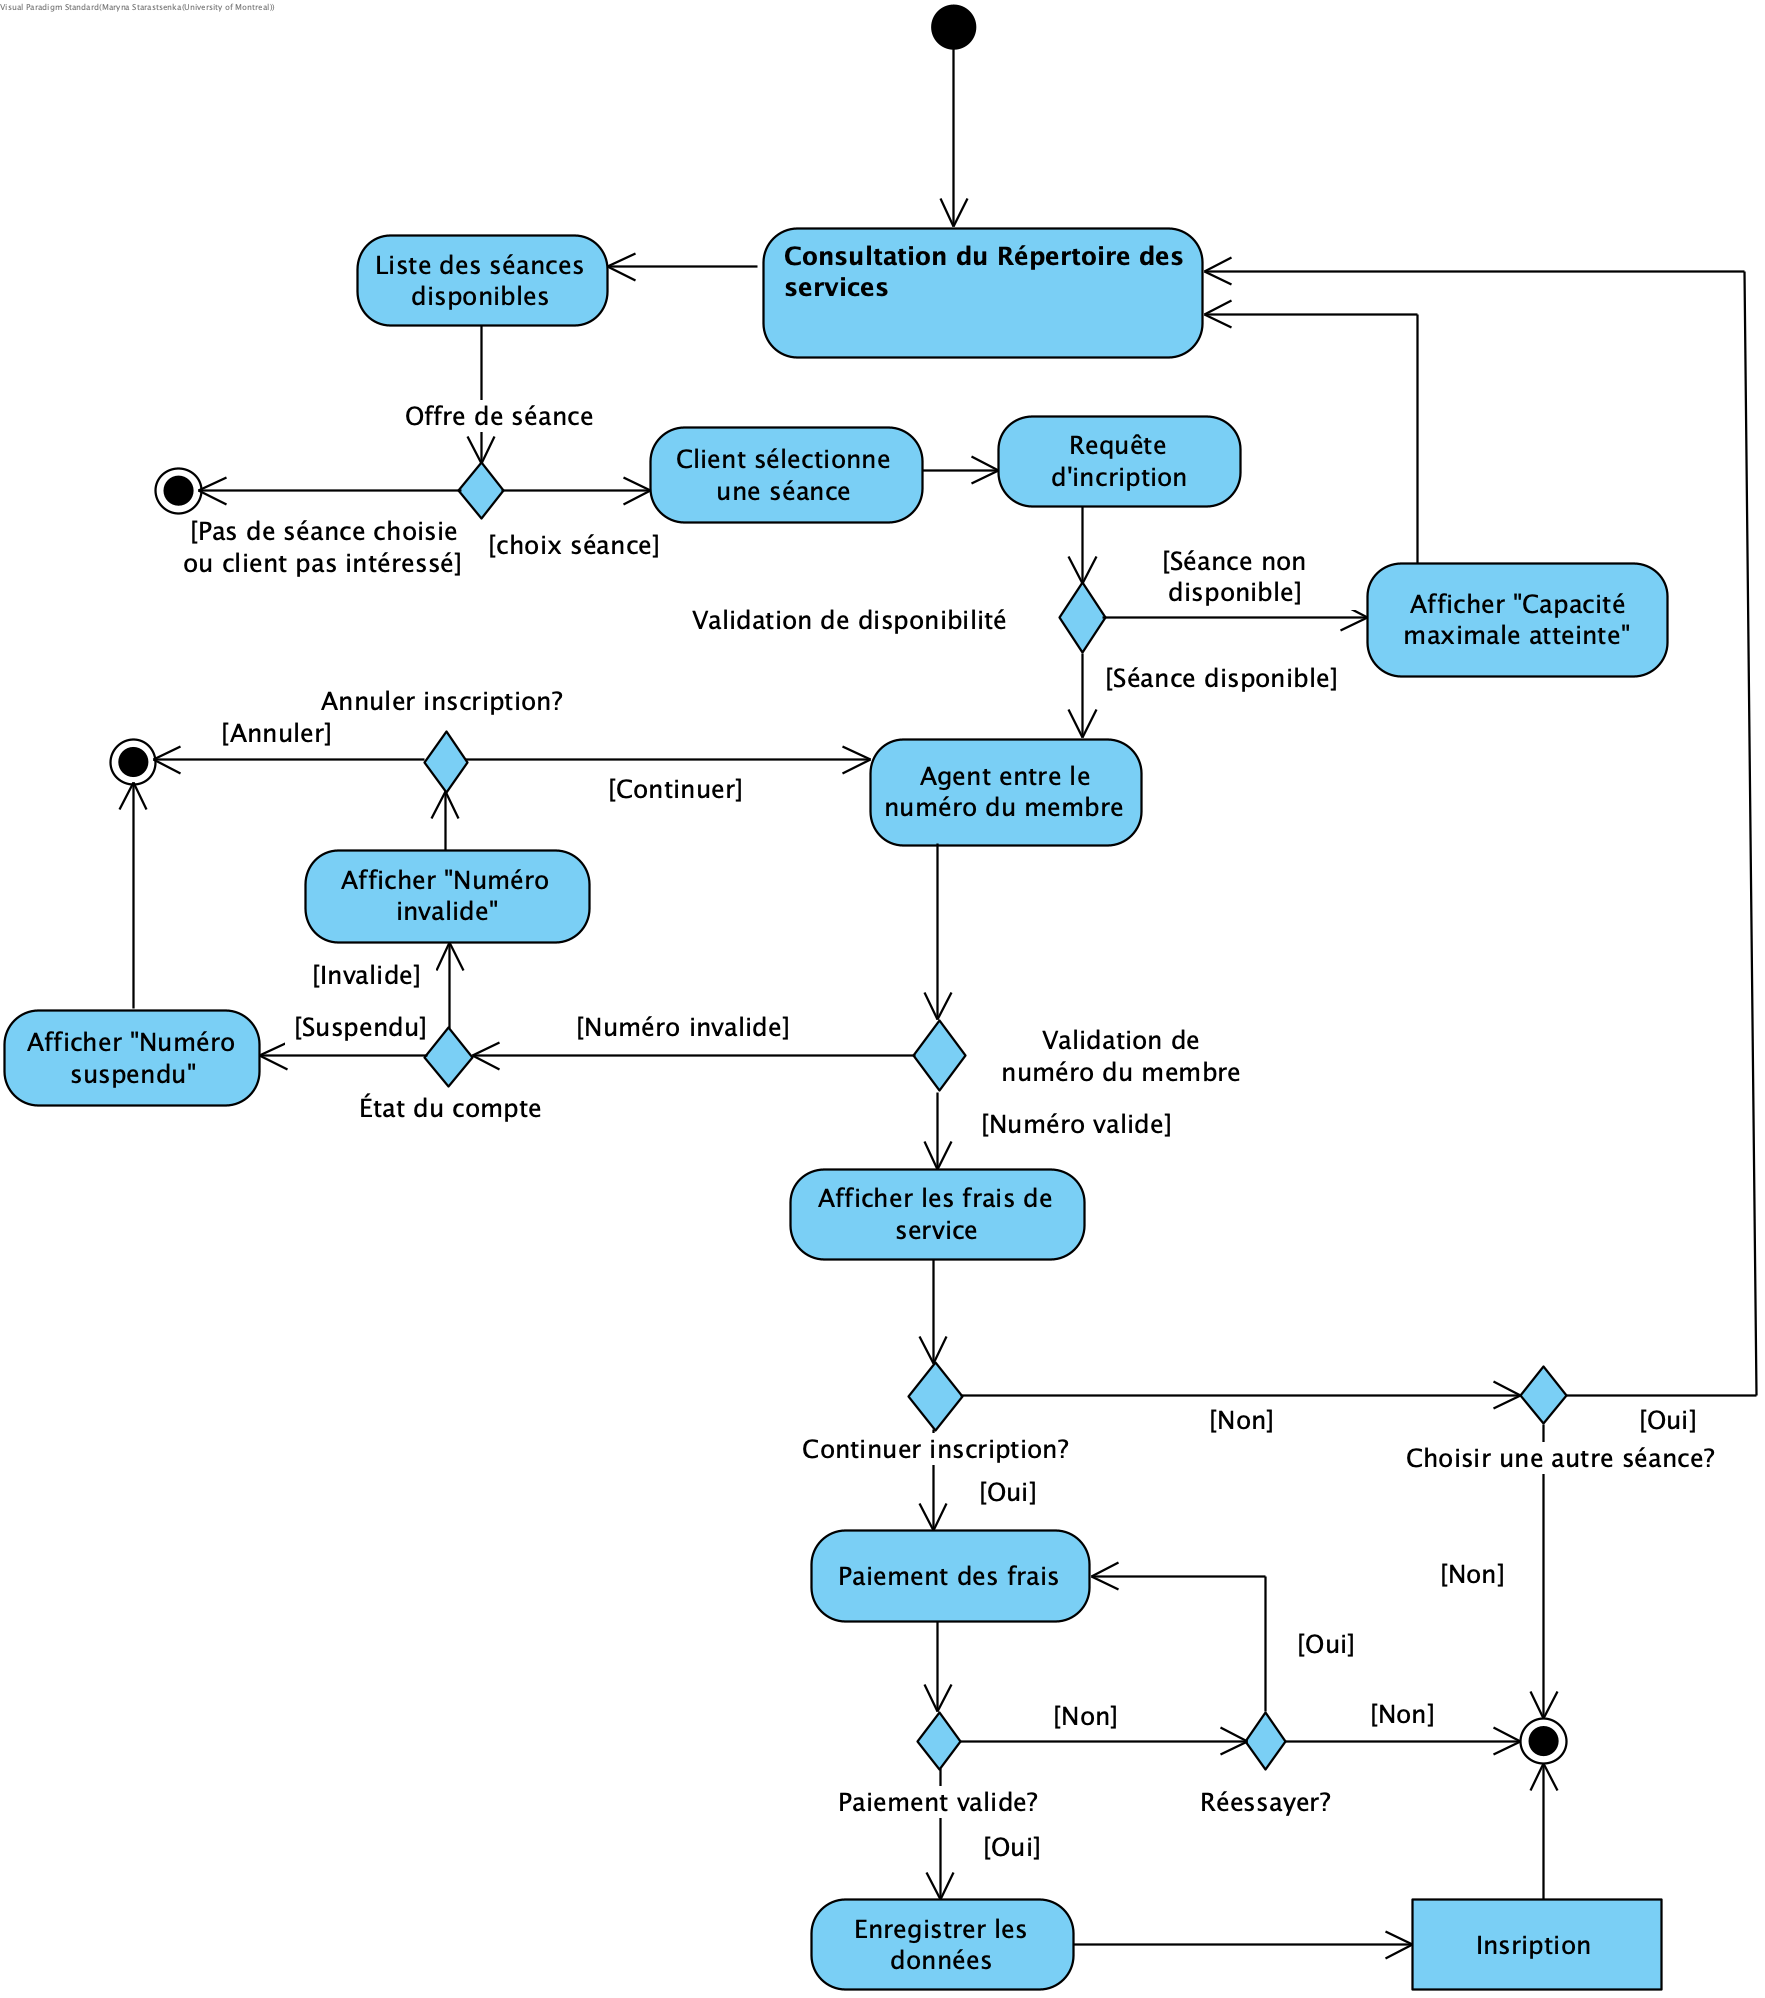 Visual Paradigm Standard(Maryna Starastsenka(University of Montreal))
Consultation du Répertoire des
services
Liste des séances
disponibles
Offre de séance
[Pas de séance choisie
ou client pas intéressé]
[choix séance]
Client sélectionne
une séance
Requête
d'incription
Validation de disponibilité
[Séance non
disponible]
Afficher "Capacité
maximale atteinte"
[Séance disponible]
Annuler inscription?
[Annuler]
[Continuer]
Agent entre le
numéro du membre
Afficher "Numéro
invalide"
[Invalide]
[Suspendu]
Afficher "Numéro
suspendu"
État du compte
[Numéro invalide]
Validation de
numéro du membre
[Numéro valide]
Afficher les frais de
service
Continuer inscription?
[Non]
[Oui]
Choisir une autre séance?
[Oui]
[Non]
Paiement des frais
[Oui]
[Non]
[Non]
Paiement valide?
Réessayer?
[Oui]
Enregistrer les
données
Insription